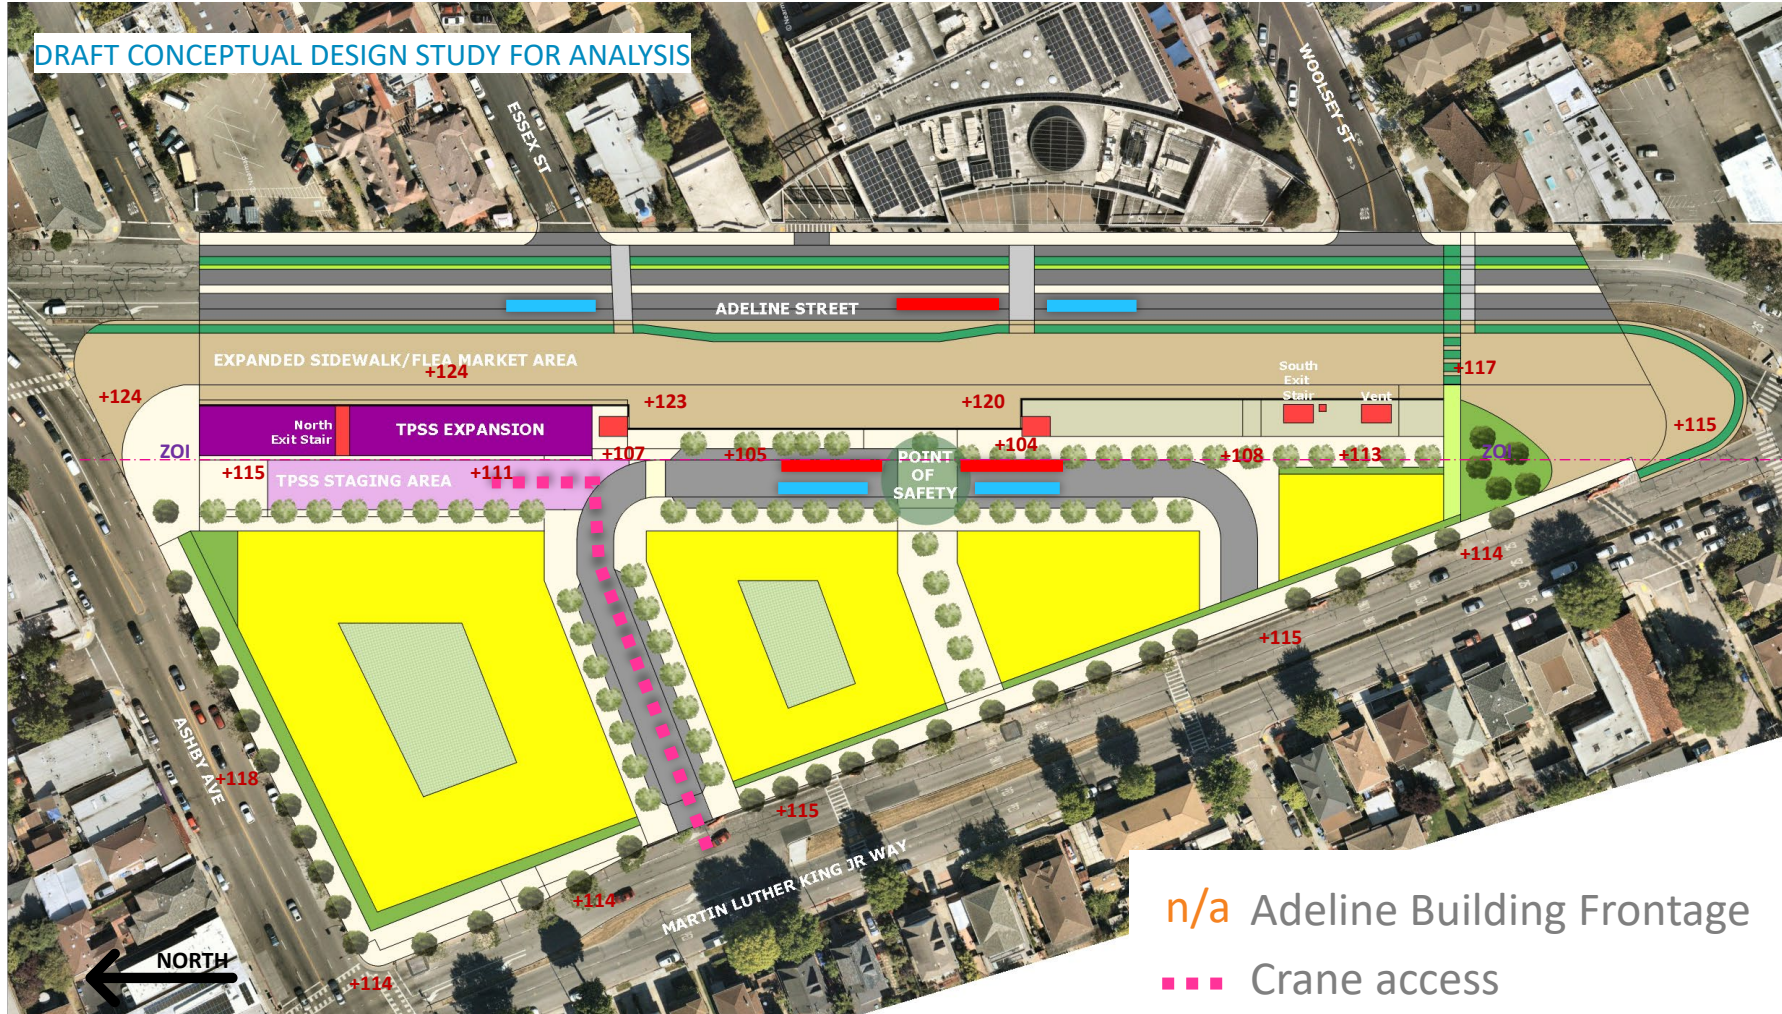 DRAFT CONCEPTUAL DESIGN STUDY FOR ANALYSIS
ESSEX ST
WOOLSEY ST
ADELINE STREET
EXPANDED SIDEWALK/FLEA MARKET AREA
+124
+124
+123
+120
South
Exit
Stair
Vent
+117
+115
North
Exit Stair
TPSS EXPANSION
ZOI
+115
TPSS STAGING AREA
+111
+107
+105
POINT
OF
SAFETY
+104
+108
+113
ZOI
+114
+115
+115
ASHBY AVE
+118
+114
MARTIN LUTHER KING JR WAY
NORTH
+114
n/a Adeline Building Frontage
Crane access